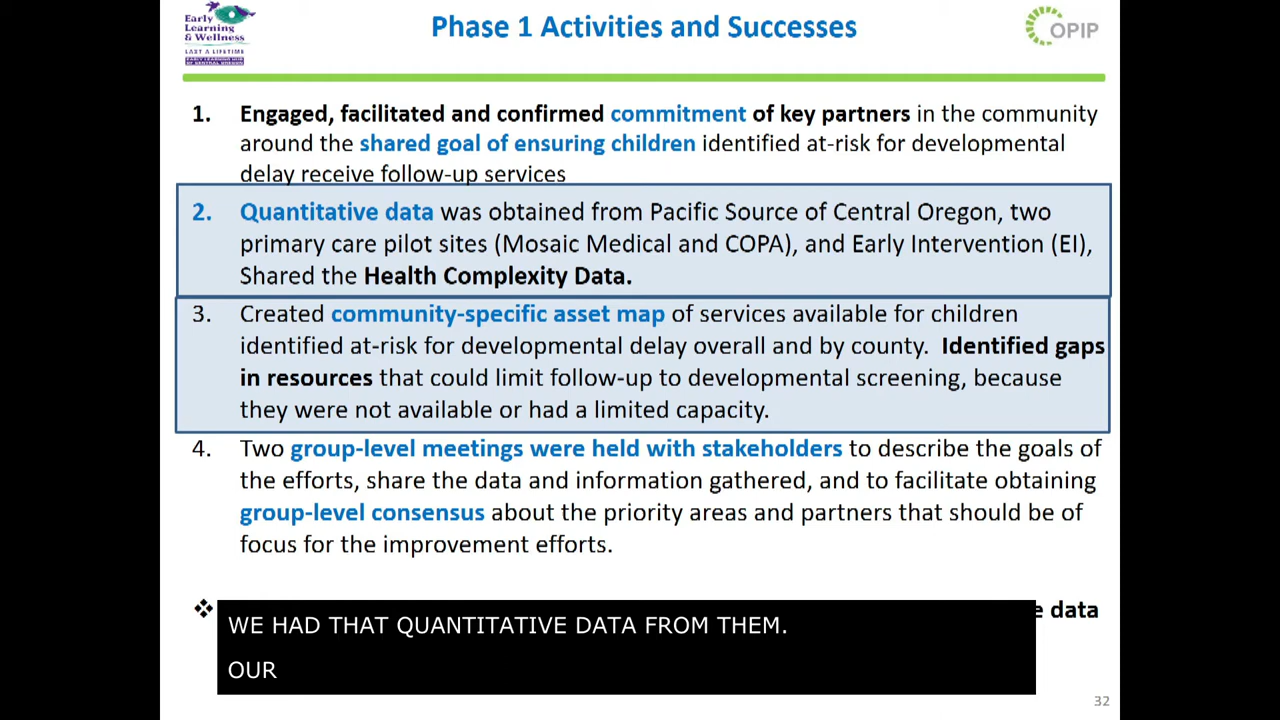 Early
Learning
& Wellness
LAST A LIFETIME
Phase 1 Activities and Successes
OPIP
1. Engaged, facilitated and confirmed commitment of key partners in the community
around the shared goal of ensuring children identified at-risk for developmental
delay receive follow-up services
2. Quantitative data was obtained from Pacific Source of Central Oregon, two
primary care pilot sites (Mosaic Medical and COPA), and Early Intervention (EI),
Shared the Health Complexity Data.
3. Created community-specific asset map of services available for children
identified at-risk for developmental delay overall and by county. Identified gaps
in resources that could limit follow-up to developmental screening, because
they were not available or had a limited capacity.
4. Two group-level meetings were held with stakeholders to describe the goals of
the efforts, share the data and information gathered, and to facilitate obtaining
group-level consensus about the priority areas and partners that should be of
focus for the improvement efforts.
❖ data
WE HAD THAT QUANTITATIVE DATA FROM THEM.
OUR
32